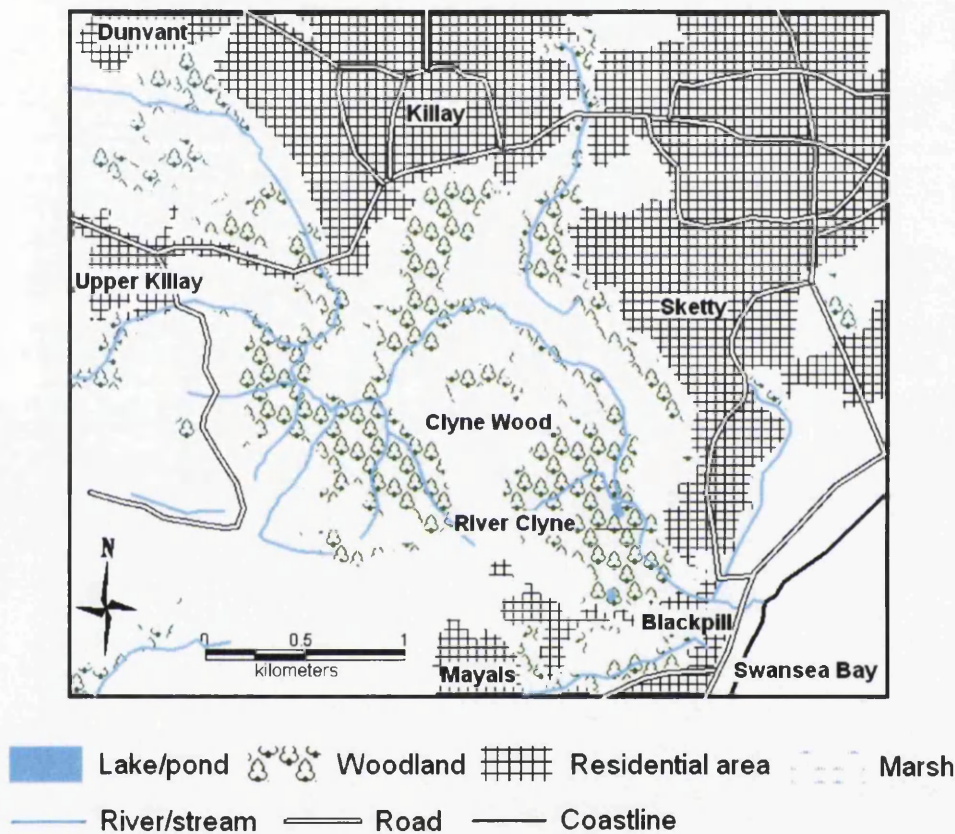 Dunvant
Killay
Upper Killay
Sketty
Clyne Wood
River Clyne
N
0 0.5 1
kilometers
Blackpill
Mayals
Swansea Bay
Lake/pond Woodland Residential area Marsh
River/stream Road Coastline